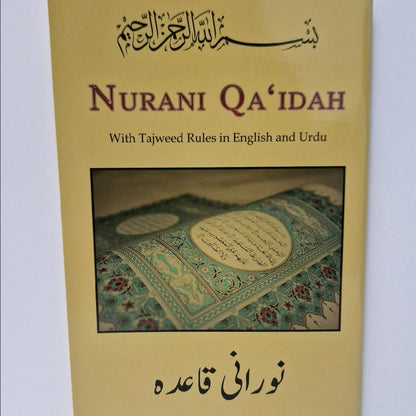 بسم الله الرحمن الرحيم
NURANI QA‘IDAH
With Tajweed Rules in English and Urdu
نورانی قاعدہ